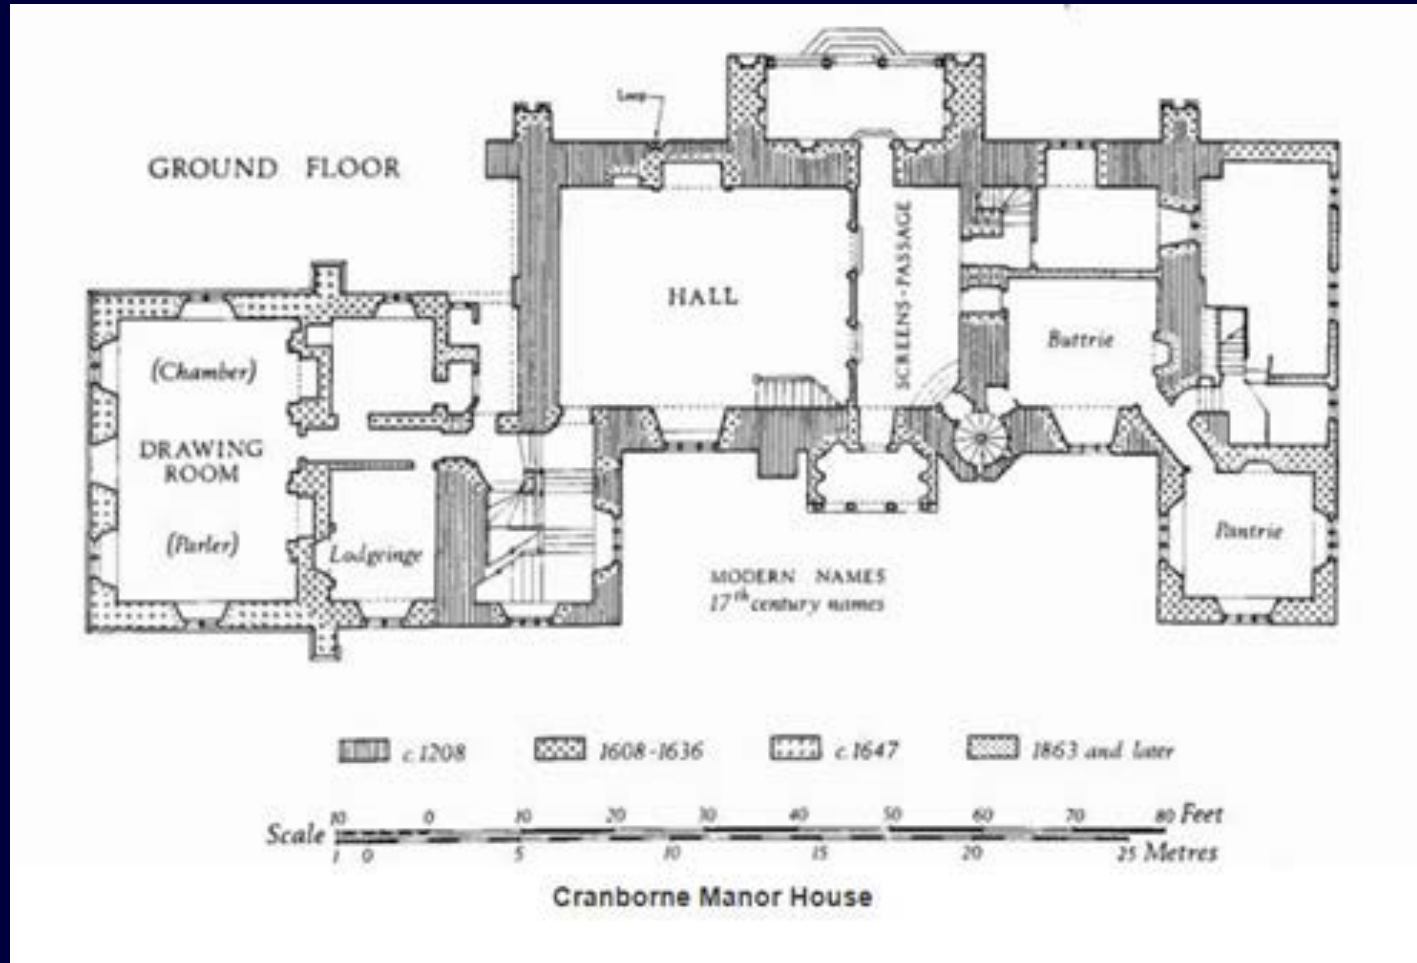 Loop
GROUND FLOOR
HALL
SCREENS-PASSAGE
Buttrie
(Chamber)
DRAWING
ROOM
(Parler)
Lodgeinge
Pantrie
MODERN NAMES
17th century names
c.1208
1608-1636
c.1647
1863 and later
Scale 10 0 10 20 30 40 50 60 70 80 Feet
1 0 5 10 15 20 25 Metres
Cranborne Manor House